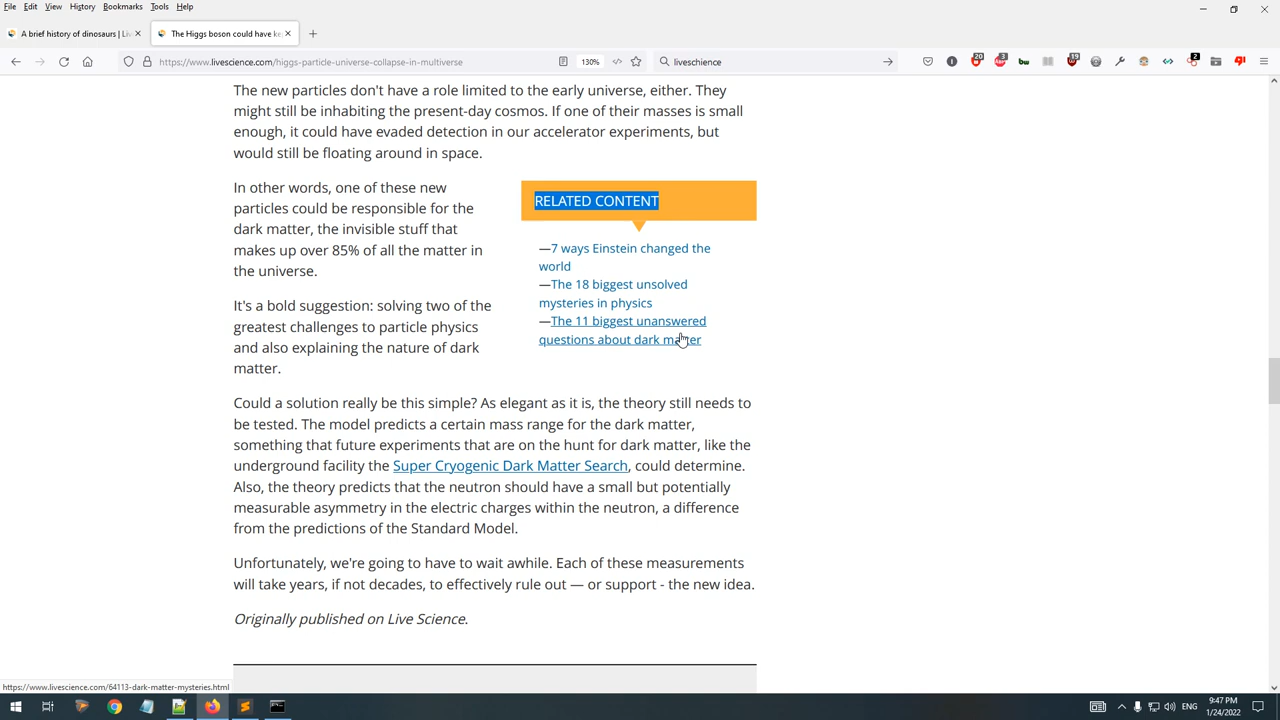 File Edit View History Bookmarks Tools Help
A brief history of dinosaurs | Liv
The Higgs boson could have ke
https://www.livescience.com/higgs-particle-universe-collapse-in-multiverse
130%
liveschience
20
3
19
2
The new particles don't have a role limited to the early universe, either. They
might still be inhabiting the present-day cosmos. If one of their masses is small
enough, it could have evaded detection in our accelerator experiments, but
would still be floating around in space.
In other words, one of these new
particles could be responsible for the
dark matter, the invisible stuff that
makes up over 85% of all the matter in
the universe.
It's a bold suggestion: solving two of the
greatest challenges to particle physics
and also explaining the nature of dark
matter.
RELATED CONTENT
—7 ways Einstein changed the
world
—The 18 biggest unsolved
mysteries in physics
—The 11 biggest unanswered
questions about dark matter
Could a solution really be this simple? As elegant as it is, the theory still needs to
be tested. The model predicts a certain mass range for the dark matter,
something that future experiments that are on the hunt for dark matter, like the
underground facility the Super Cryogenic Dark Matter Search, could determine.
Also, the theory predicts that the neutron should have a small but potentially
measurable asymmetry in the electric charges within the neutron, a difference
from the predictions of the Standard Model.
Unfortunately, we're going to have to wait awhile. Each of these measurements
will take years, if not decades, to effectively rule out — or support - the new idea.
Originally published on Live Science.
https://www.livescience.com/64113-dark-matter-mysteries.html
ENG
9:47 PM
1/24/2022